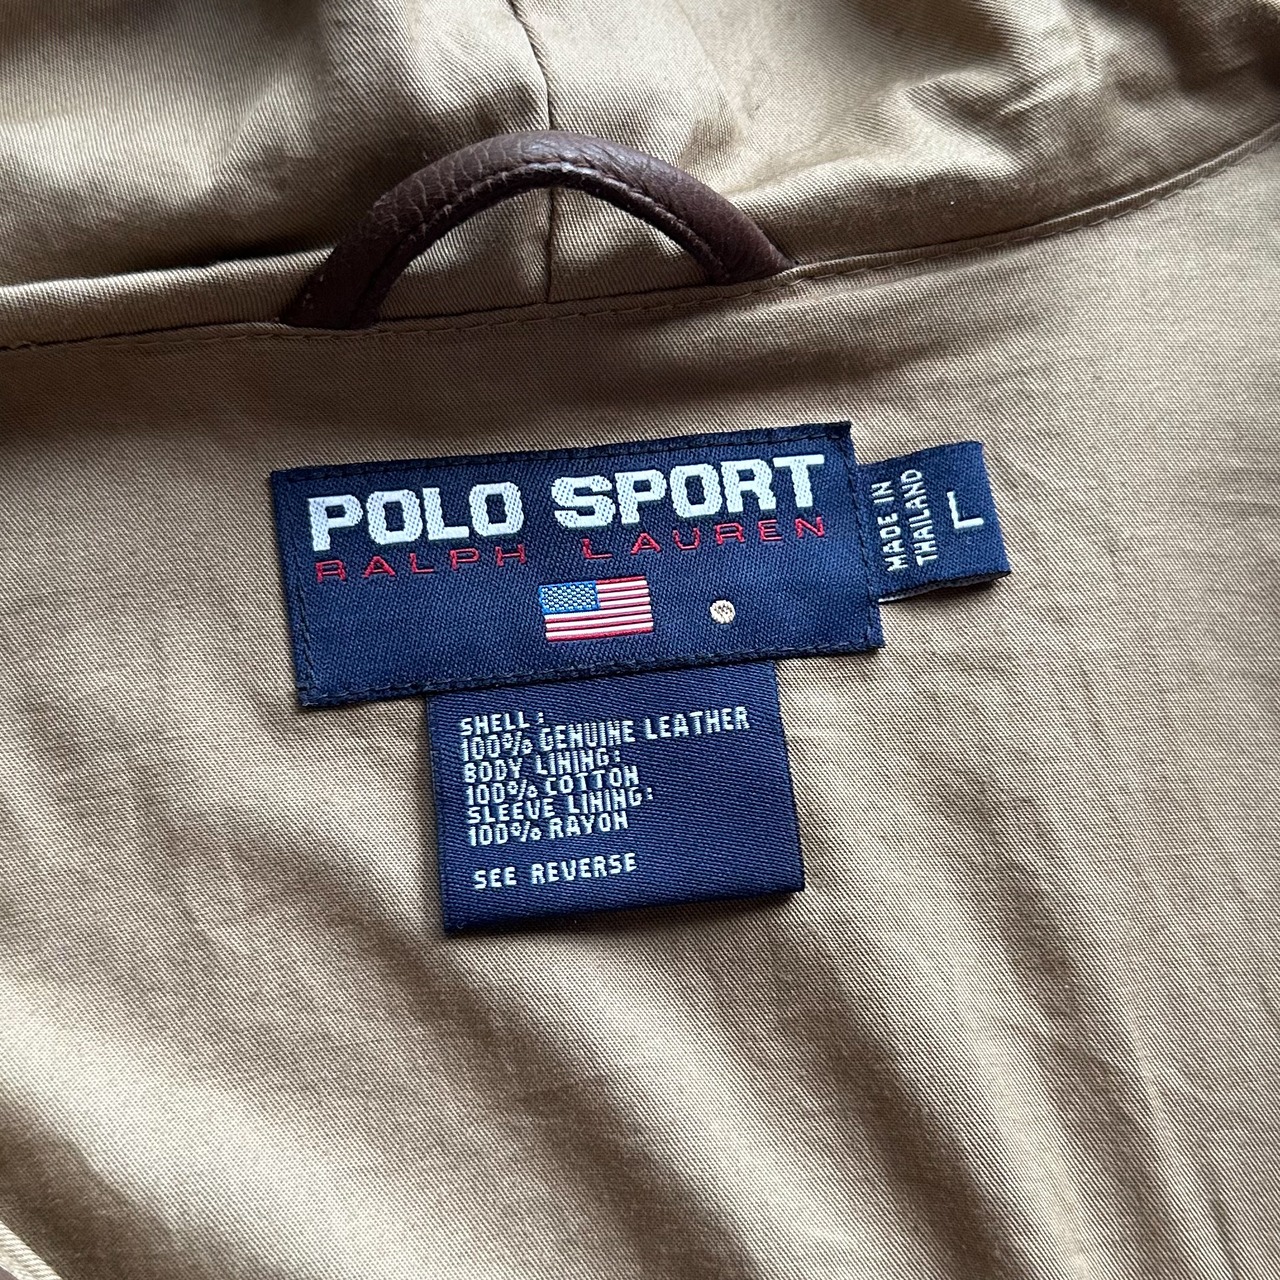 POLO SPORT
RALPH LAUREN
MADE IN
THAILAND
L
SHELL:
100% GENUINE LEATHER
BODY LINING:
100% COTTON
SLEEVE LINING:
100% RAYON
SEE REVERSE